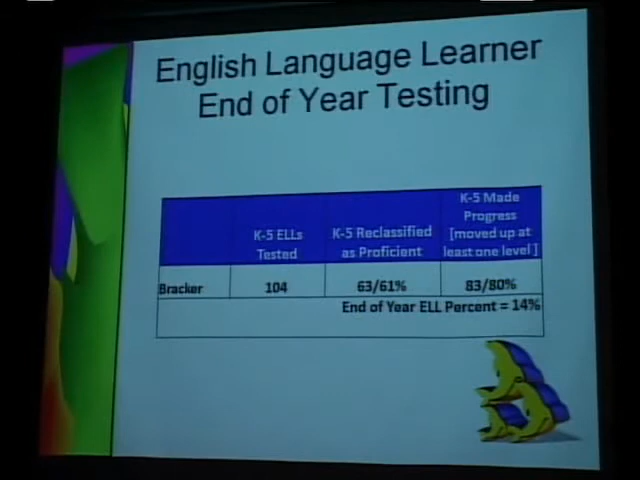 English Language Learner
End of Year Testing
K-5 ELLs
Tested
K-5 Reclassified
as Proficient
K-5 Made
Progress
[moved up at
least one level ]
Bracker
104
63/61%
83/80%
End of Year ELL Percent = 14%